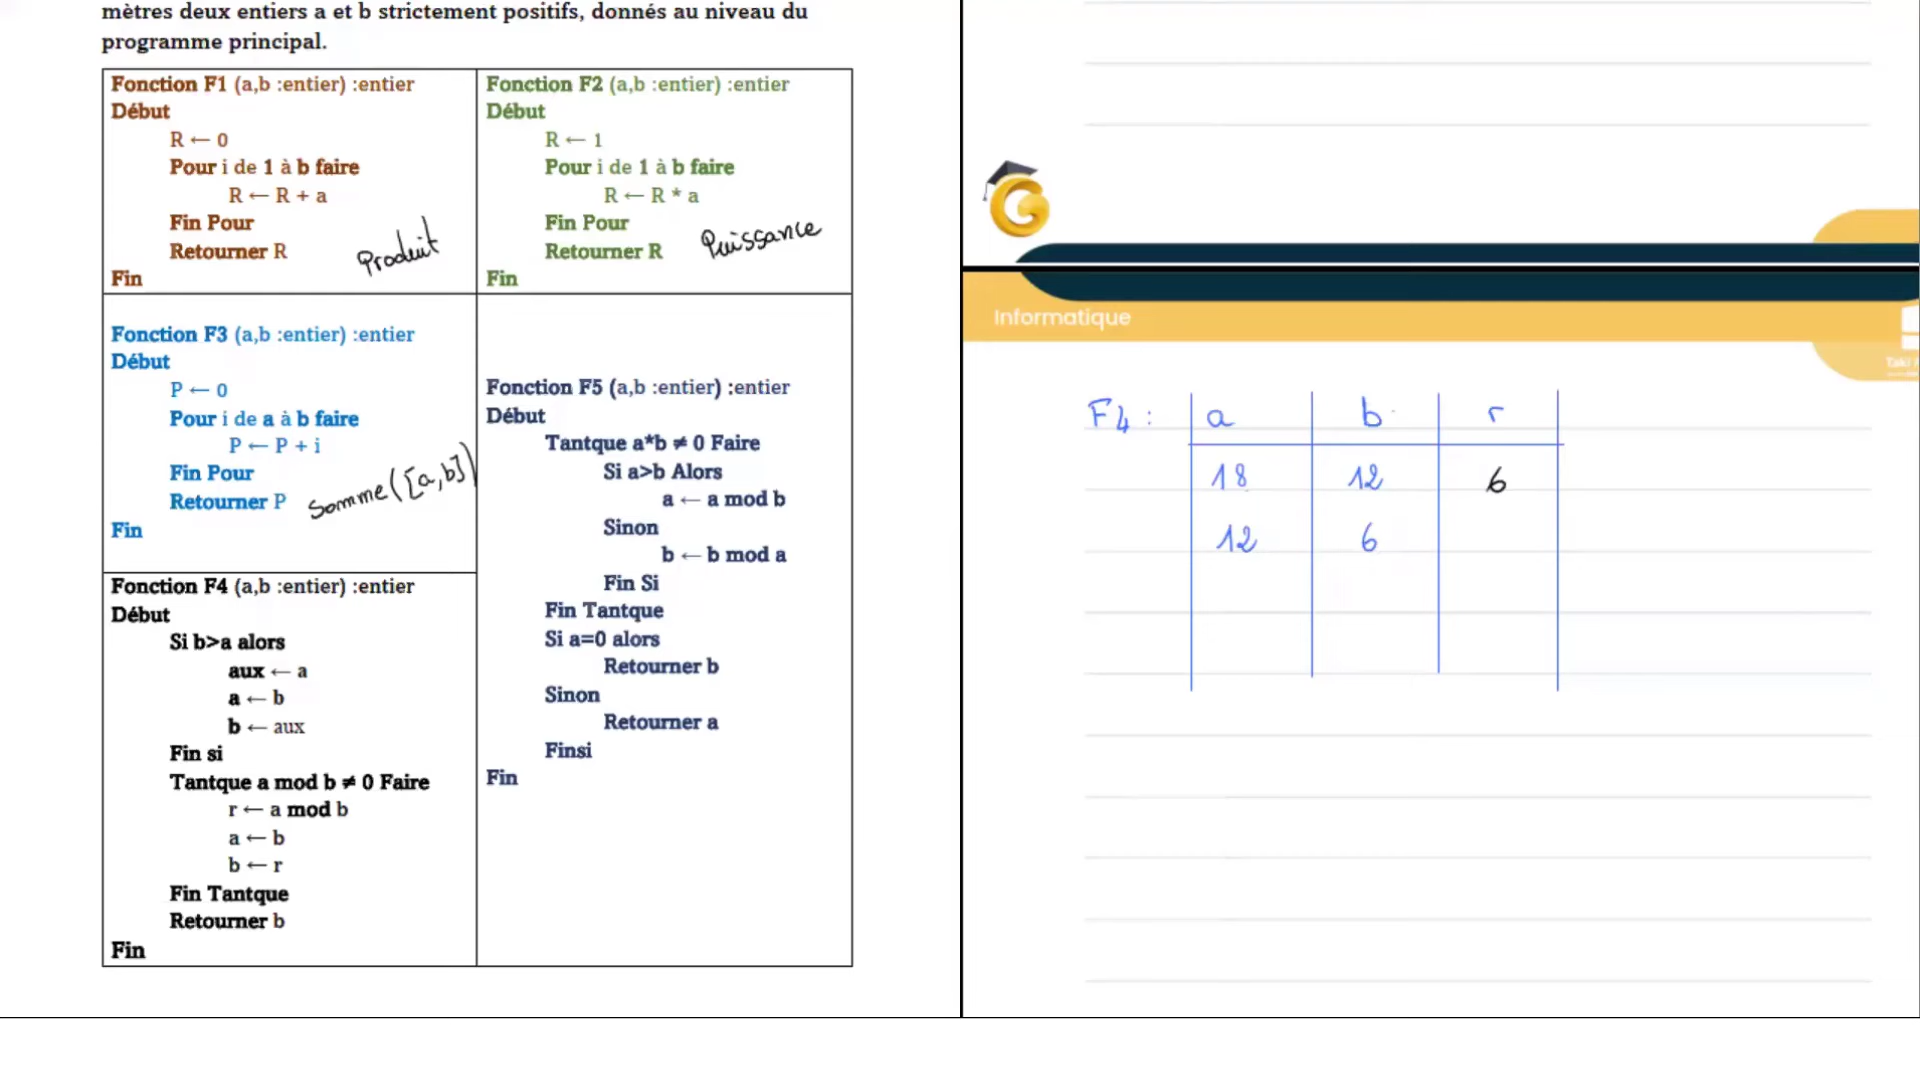 mètres deux entiers a et b strictement positifs, donnés au niveau du
programme principal.
Fonction F1 (a,b :entier) :entier
Début
R ← 0
Pour i de 1 à b faire
R ← R + a
Fin Pour
Retourner R
Produit
Fin
Fonction F2 (a,b :entier) :entier
Début
R ← 1
Pour i de 1 à b faire
R ← R * a
Fin Pour
Retourner R
Puissance
Fin
Fonction F3 (a,b :entier) :entier
Début
P ← 0
Pour i de a à b faire
P ← P + i
Fin Pour
Retourner P
Somme([a,b])
Fin
Fonction F4 (a,b :entier) :entier
Début
Si b>a alors
aux ← a
a ← b
b ← aux
Fin si
Tantque a mod b ≠ 0 Faire
r ← a mod b
a ← b
b ← r
Fin Tantque
Retourner b
Fin
Fonction F5 (a,b :entier) :entier
Début
Tantque a*b ≠ 0 Faire
Si a>b Alors
a ← a mod b
Sinon
b ← b mod a
Fin Si
Fin Tantque
Si a=0 alors
Retourner b
Sinon
Retourner a
Finsi
Fin
Informatique
F4 : a b r
18 12 6
12 6